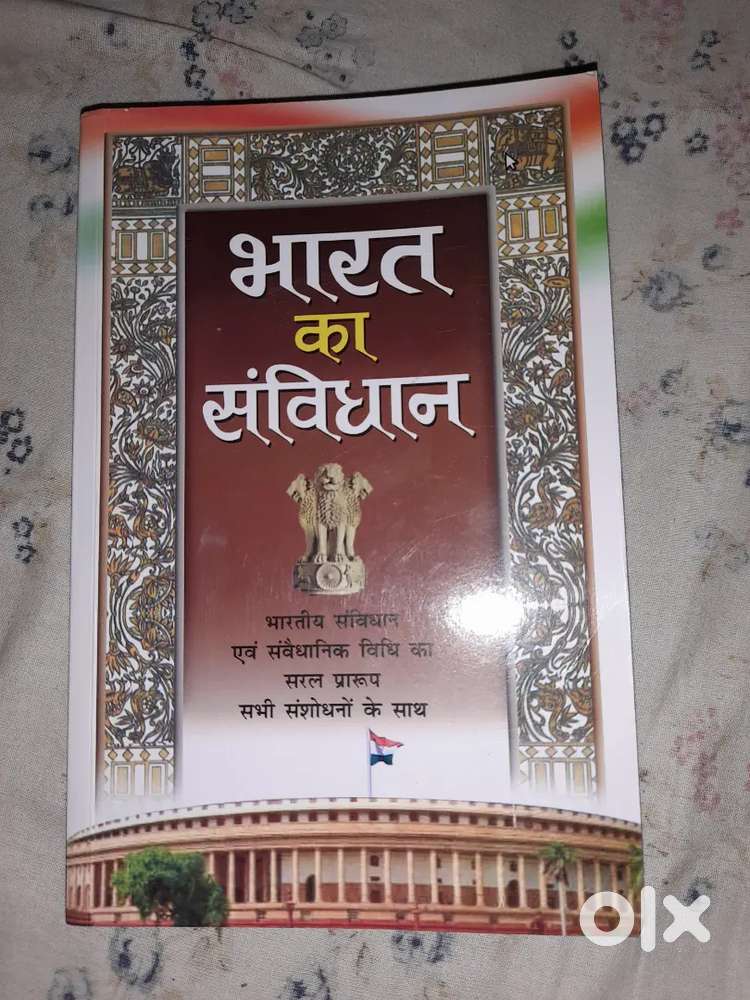 भारत
का
संविधान
भारतीय संविधान
एवं संवैधानिक विधि का
सरल प्रारूप
सभी संशोधनों के साथ
olx